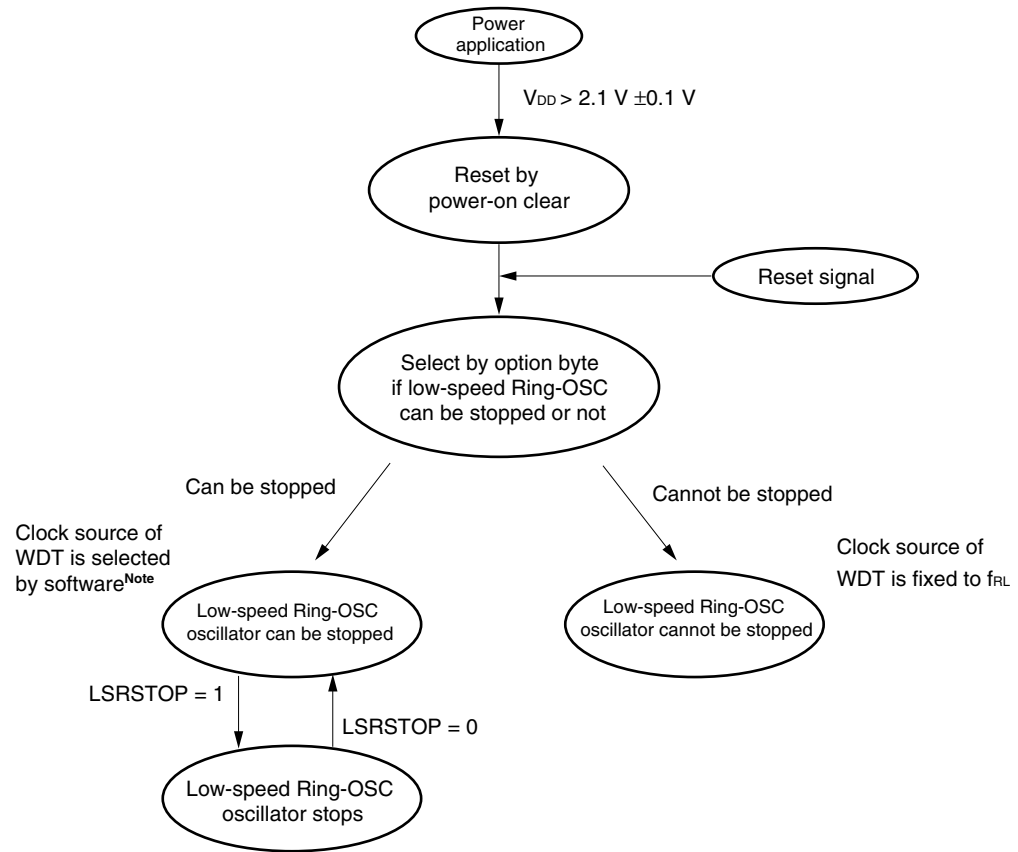 Power
application
VDD > 2.1 V ±0.1 V
Reset by
power-on clear
Reset signal
Select by option byte
if low-speed Ring-OSC
can be stopped or not
Can be stopped
Cannot be stopped
Clock source of
WDT is selected
by softwareNote
Clock source of
WDT is fixed to fRL
Low-speed Ring-OSC
oscillator can be stopped
Low-speed Ring-OSC
oscillator cannot be stopped
LSRSTOP = 1
LSRSTOP = 0
Low-speed Ring-OSC
oscillator stops